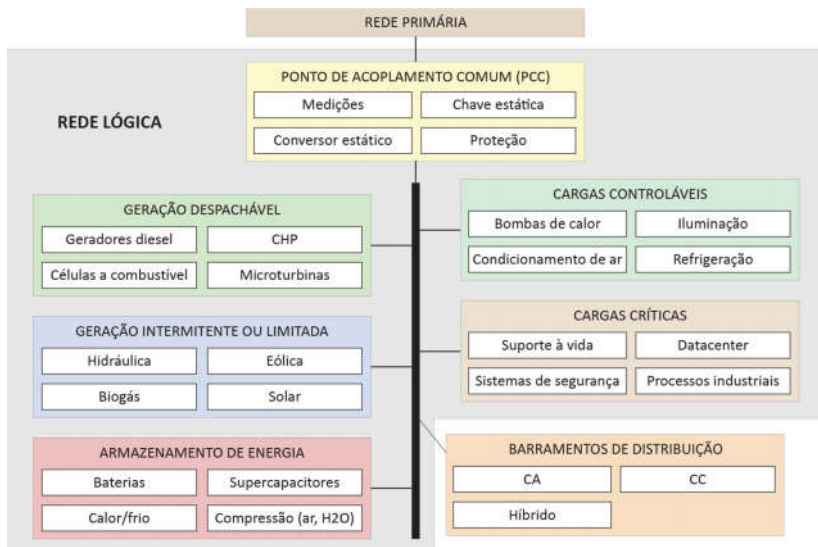 REDE PRIMÁRIA
PONTO DE ACOPLAMENTO COMUM (PCC)
Medições
Chave estática
Conversor estático
Proteção
REDE LÓGICA
GERAÇÃO DESPACHÁVEL
Geradores diesel
CHP
Células a combustível
Microturbinas
GERAÇÃO INTERMITENTE OU LIMITADA
Hidráulica
Eólica
Biogás
Solar
ARMAZENAMENTO DE ENERGIA
Baterias
Supercapacitores
Calor/frio
Compressão (ar, H2O)
CARGAS CONTROLÁVEIS
Bombas de calor
Iluminação
Condicionamento de ar
Refrigeração
CARGAS CRÍTICAS
Suporte à vida
Datacenter
Sistemas de segurança
Processos industriais
BARRAMENTOS DE DISTRIBUIÇÃO
CA
CC
Híbrido